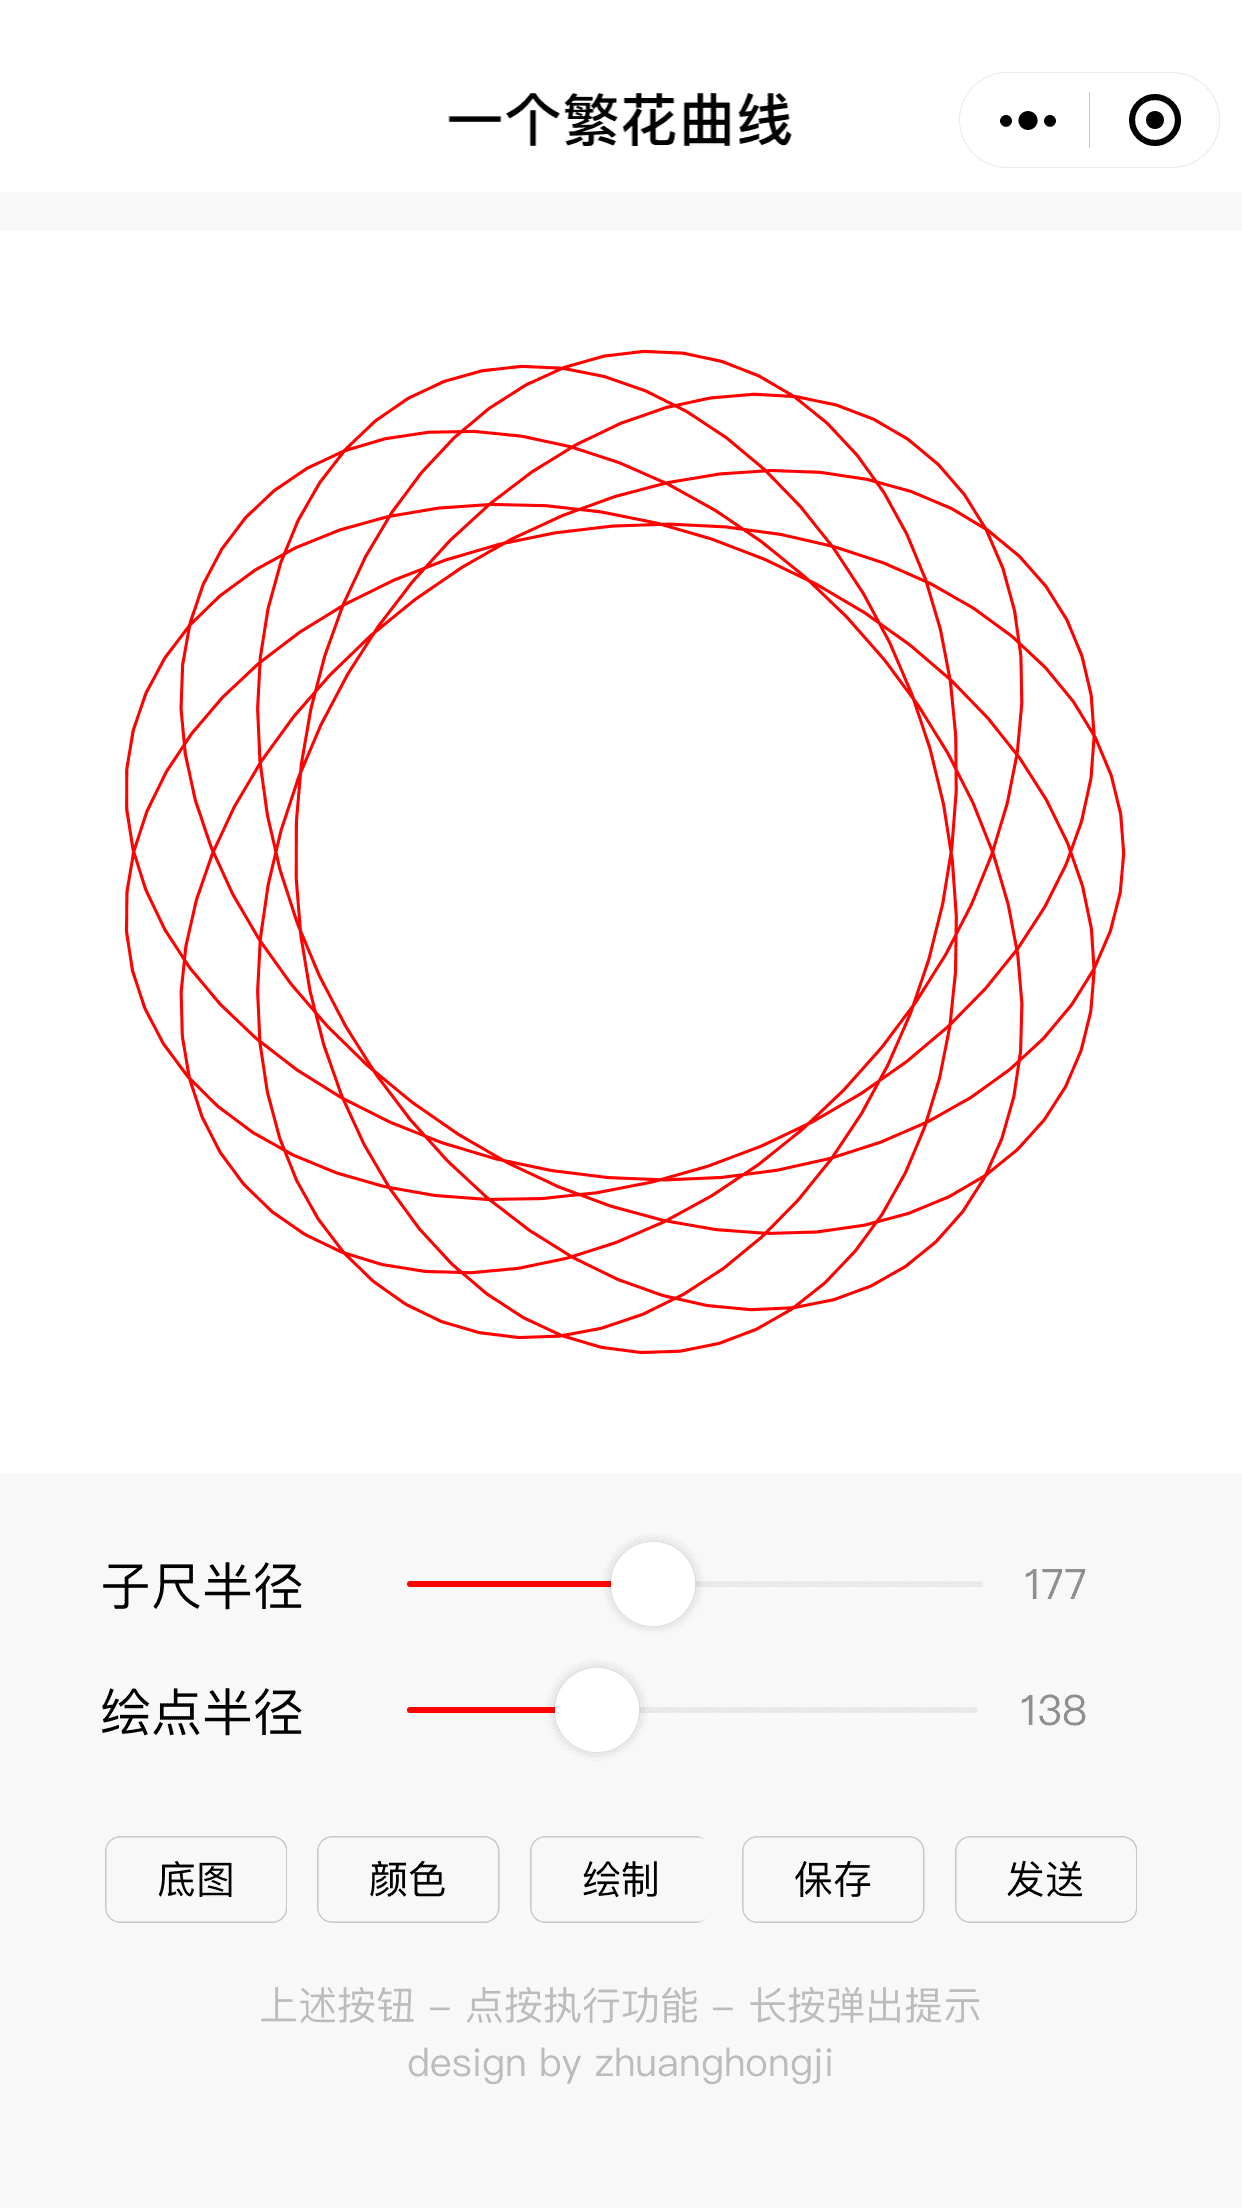 一个繁花曲线
子尺半径 177
绘点半径 138
底图 颜色 绘制 保存 发送
上述按钮 – 点按执行功能 – 长按弹出提示
design by zhuanghongji